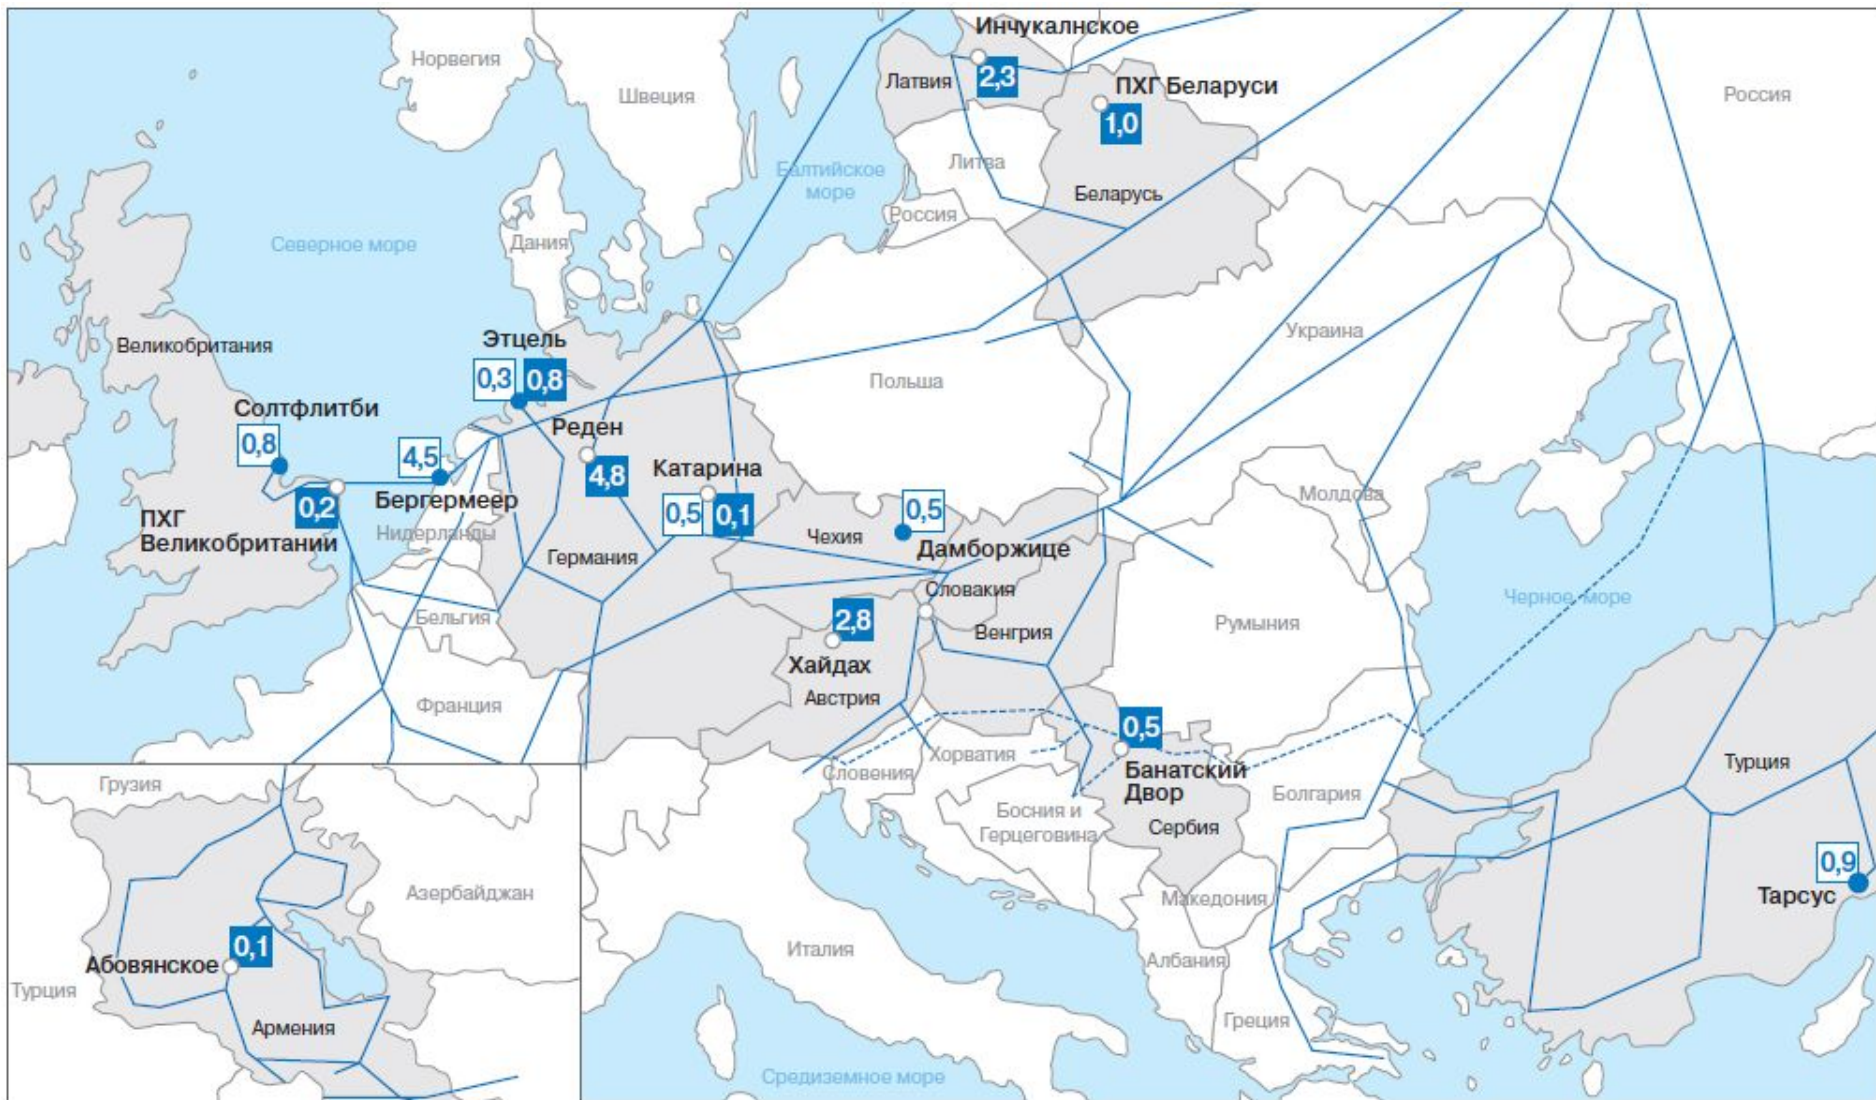 Инчукалнское
Норвегия
Латвия
2,3
ПХГ Беларуси
Швеция
Россия
1,0
Литва
Балтийское
море
Беларусь
Россия
Северное море
Дания
Украина
Великобритания
Этцель
0,3
0,8
Польша
Солтфлитби
0,8
Реден
4,5
4,8
Катарина
Бергермеер
0,5
0,1
0,2
ПХГ
Великобритании
Нидерланды
Германия
Чехия
0,5
Дамборжице
Молдова
Словакия
Черное море
Бельгия
2,8
Венгрия
Румыния
Хайдах
Австрия
Франция
0,5
Хорватия
Словения
Банатский
Двор
Турция
Грузия
Болгария
Босния и
Герцеговина
Сербия
0,9
Тарсус
Азербайджан
Македония
0,1
Абовянское
Италия
Албания
Турция
Армения
Греция
Средиземное море